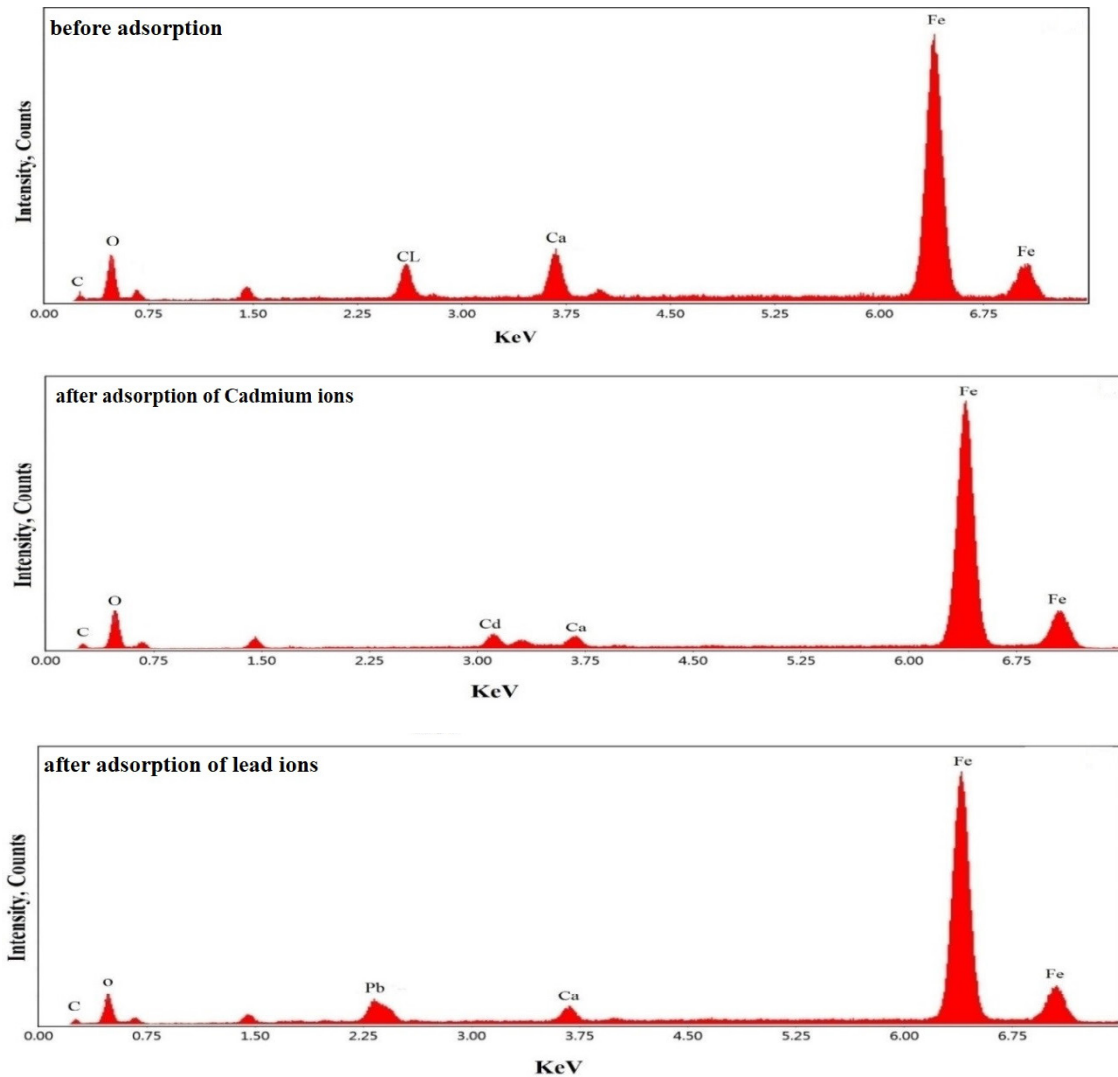 before adsorption
Fe
Intensity, Counts
C
O
CL
Ca
Fe
0.00 0.75 1.50 2.25 3.00 3.75 4.50 5.25 6.00 6.75
KeV
after adsorption of Cadmium ions
Fe
Intensity, Counts
C
O
Cd
Ca
Fe
0.00 0.75 1.50 2.25 3.00 3.75 4.50 5.25 6.00 6.75
KeV
after adsorption of lead ions
Fe
Intensity, Counts
C
o
Pb
Ca
Fe
0.00 0.75 1.50 2.25 3.00 3.75 4.50 5.25 6.00 6.75
KeV